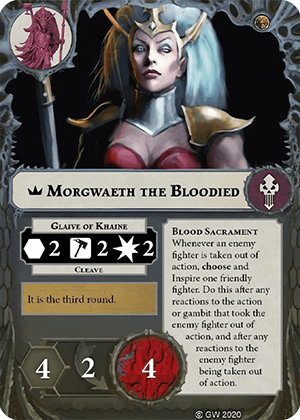 Morgwaeth the Bloodied
Glaive of Khaine
2 2 2
Cleave
It is the third round.
4 2 4
Blood Sacrament
Whenever an enemy
fighter is taken out of
action, choose and
Inspire one friendly
fighter. Do this after any
reactions to the action
or gambit that took the
enemy fighter out of
action, and after any
reactions to the
enemy fighter
being taken out
of action.
© GW 2020